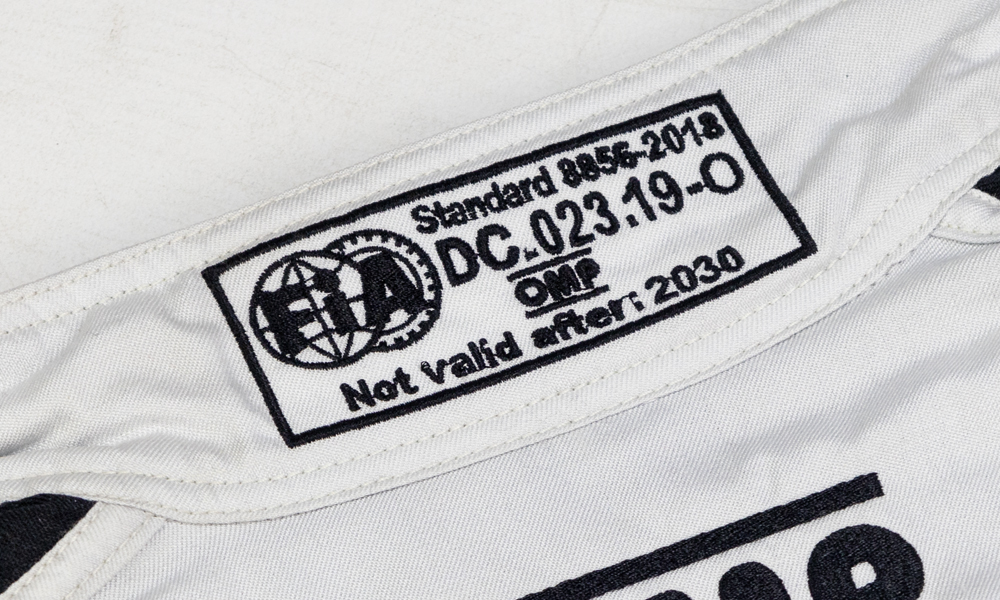 Standard 8856-2018
FiA DC.023.19-O
OMP
Not valid after: 2030